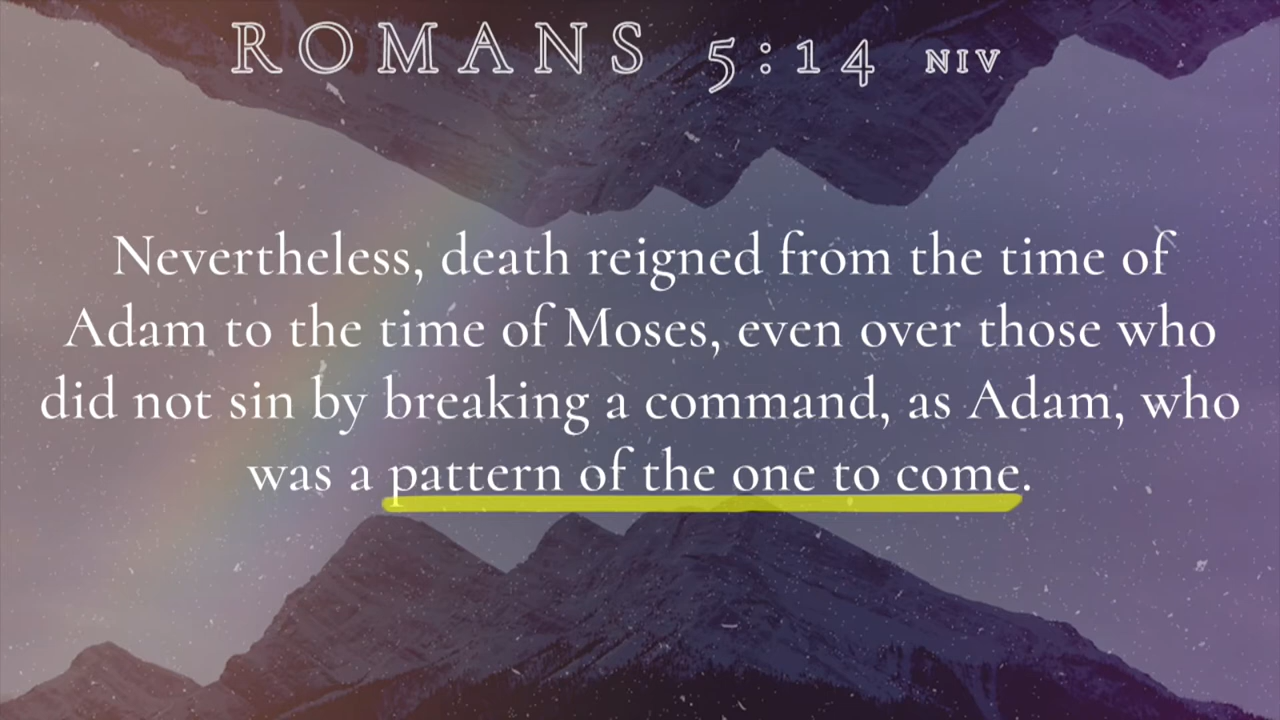 ROMANS 5:14 NIV
Nevertheless, death reigned from the time of
Adam to the time of Moses, even over those who
did not sin by breaking a command, as Adam, who
was a pattern of the one to come.